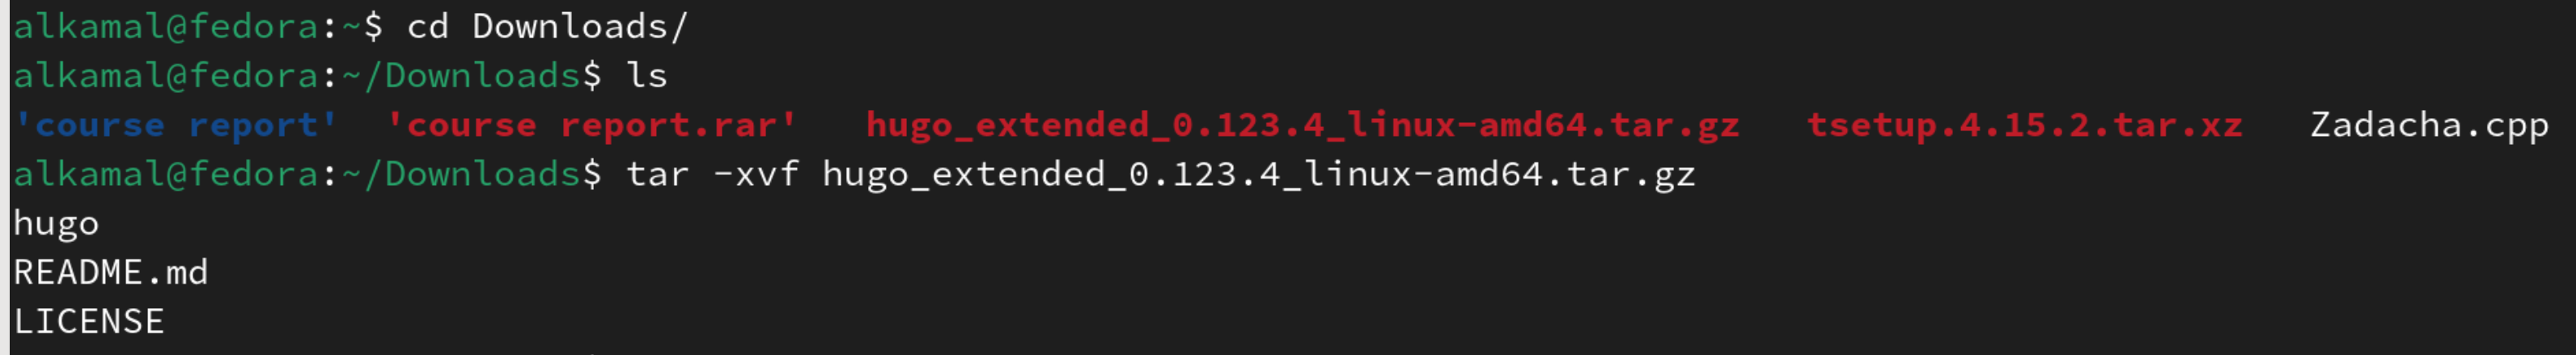 alkamal@fedora:~$ cd Downloads/
alkamal@fedora:~/Downloads$ ls
'course report'  'course report.rar'   hugo_extended_0.123.4_linux-amd64.tar.gz   tsetup.4.15.2.tar.xz   Zadacha.cpp
alkamal@fedora:~/Downloads$ tar -xvf hugo_extended_0.123.4_linux-amd64.tar.gz
hugo
README.md
LICENSE